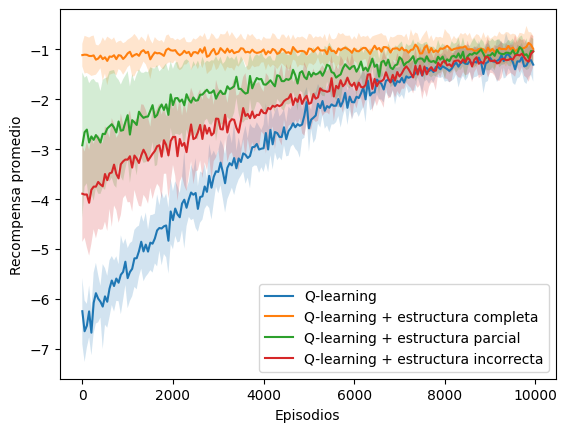 Recompensa promedio
−1
−2
−3
−4
−5
−6
−7
0
2000
4000
6000
8000
10000
Episodios
Q-learning
Q-learning + estructura completa
Q-learning + estructura parcial
Q-learning + estructura incorrecta